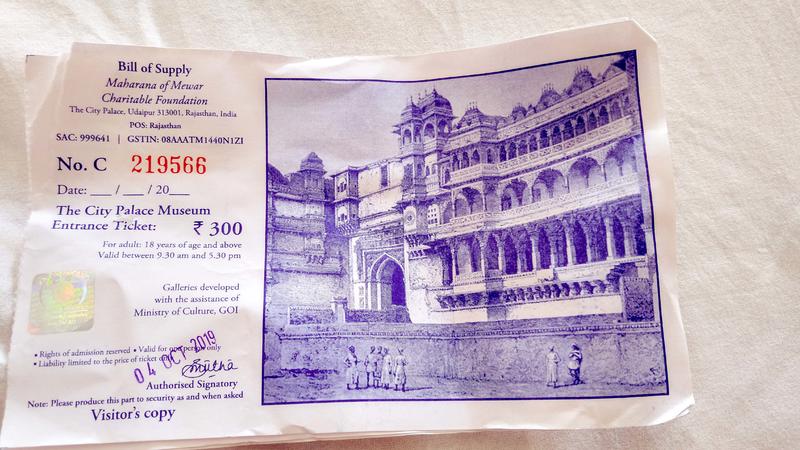 Bill of Supply
Maharana of Mewar
Charitable Foundation
The City Palace, Udaipur 313001, Rajasthan, India
POS: Rajasthan
SAC: 999641 | GSTIN: 08AAATM1440N1ZI
No. C 219566
Date: ___ / ___ / 20___
The City Palace Museum
Entrance Ticket: ₹ 300
For adult: 18 years of age and above
Valid between 9.30 am and 5.30 pm
Galleries developed
with the assistance of
Ministry of Culture, GOI
• Rights of admission reserved • Valid for one person only
• Liability limited to the price of ticket
04 OCT 2019
Authorised Signatory
Note: Please produce this part to security as and when asked
Visitor's copy